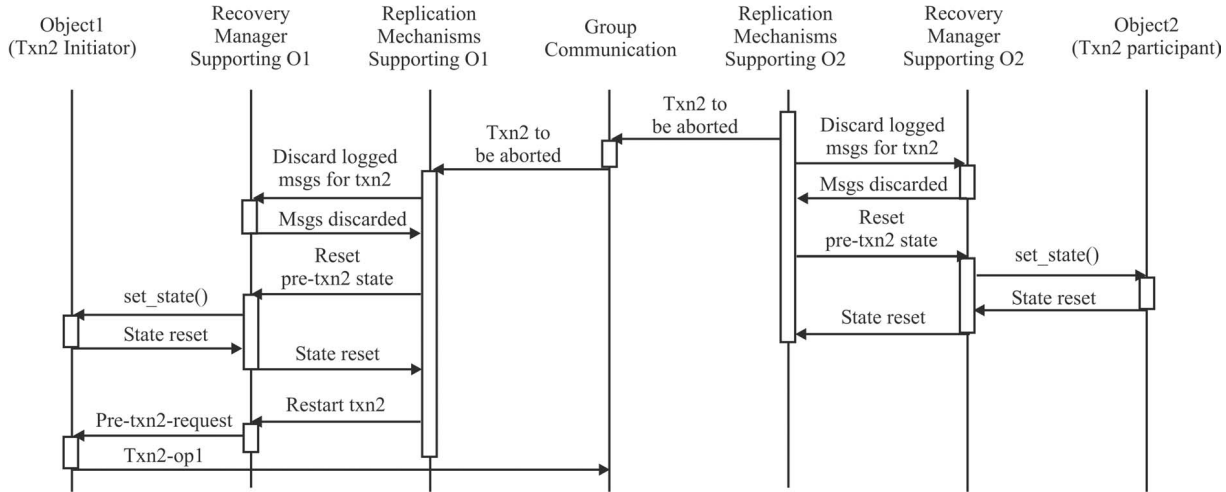 Object1
(Txn2 Initiator)
Recovery
Manager
Supporting O1
Replication
Mechanisms
Supporting O1
Group
Communication
Replication
Mechanisms
Supporting O2
Recovery
Manager
Supporting O2
Object2
(Txn2 participant)
Txn2 to
be aborted
Txn2 to
be aborted
Discard logged
msgs for txn2
Discard logged
msgs for txn2
Msgs discarded
Msgs discarded
Reset
pre-txn2 state
Reset
pre-txn2 state
set_state()
set_state()
State reset
State reset
State reset
State reset
Restart txn2
Pre-txn2-request
Txn2-op1